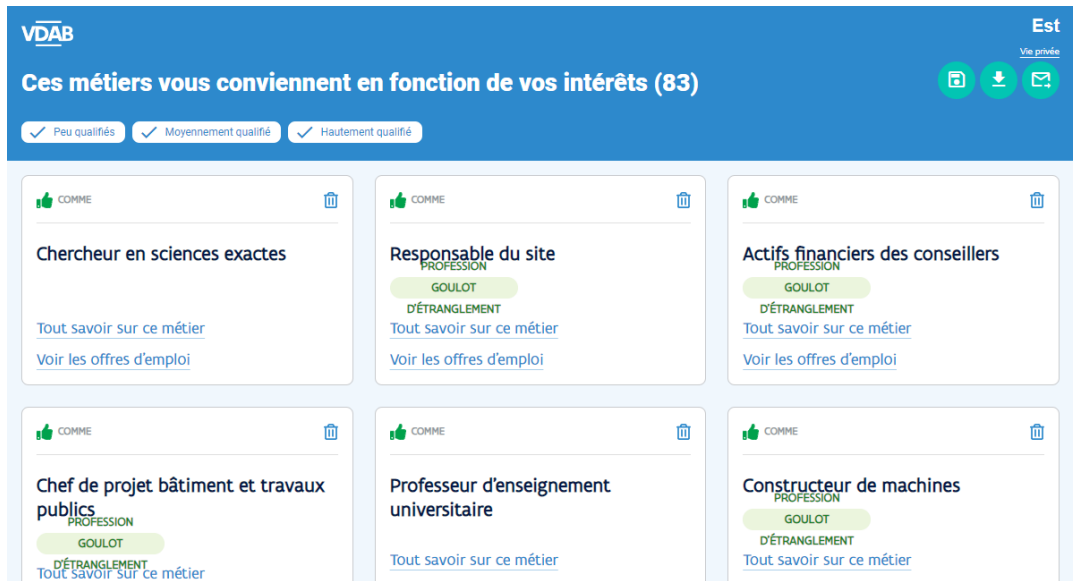 VDAB
Est
Vie privée
Ces métiers vous conviennent en fonction de vos intérêts (83)
Peu qualifiés
Moyennement qualifié
Hautement qualifié
COMME
Chercheur en sciences exactes
Tout savoir sur ce métier
Voir les offres d'emploi
COMME
Responsable du site
PROFESSION
GOULOT
D'ÉTRANGLEMENT
Tout savoir sur ce métier
Voir les offres d'emploi
COMME
Actifs financiers des conseillers
PROFESSION
GOULOT
D'ÉTRANGLEMENT
Tout savoir sur ce métier
Voir les offres d'emploi
COMME
Chef de projet bâtiment et travaux
publics
PROFESSION
GOULOT
D'ÉTRANGLEMENT
Tout savoir sur ce métier
COMME
Professeur d'enseignement
universitaire
Tout savoir sur ce métier
COMME
Constructeur de machines
PROFESSION
GOULOT
D'ÉTRANGLEMENT
Tout savoir sur ce métier